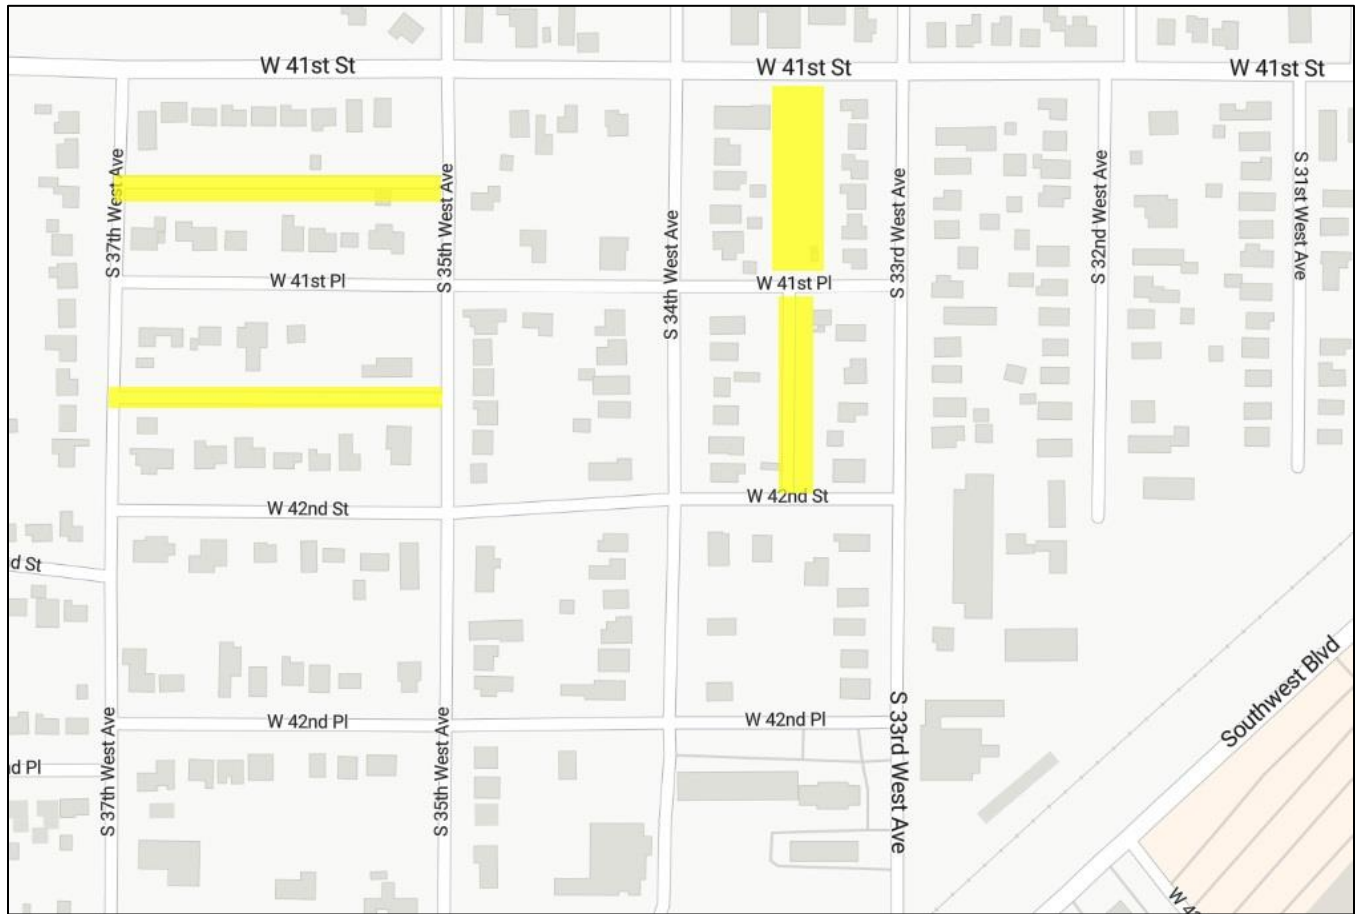 W 41st St
W 41st St
W 41st St
S 37th West Ave
S 35th West Ave
S 34th West Ave
S 33rd West Ave
S 32nd West Ave
S 31st West Ave
W 41st Pl
W 41st Pl
W 42nd St
W 42nd St
d St
W 42nd Pl
W 42nd Pl
S 37th West Ave
S 35th West Ave
S 33rd West Ave
Southwest Blvd
d Pl